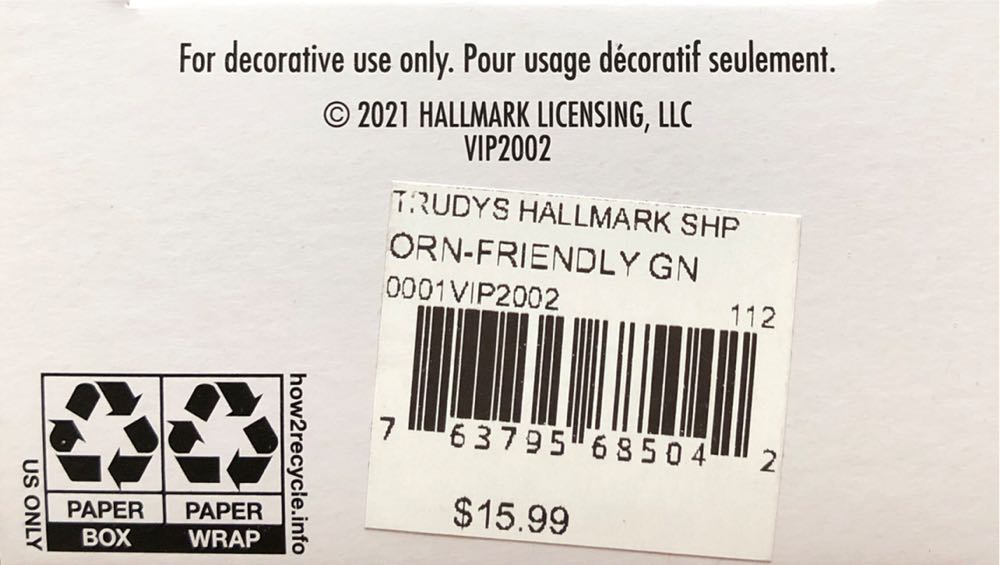 For decorative use only. Pour usage décoratif seulement.
© 2021 HALLMARK LICENSING, LLC
VIP2002
TRUDYS HALLMARK SHP
ORN-FRIENDLY GN
0001VIP2002
112
7 63795 68504 2
$15.99
how2recycle.info
US ONLY
PAPER PAPER
BOX WRAP